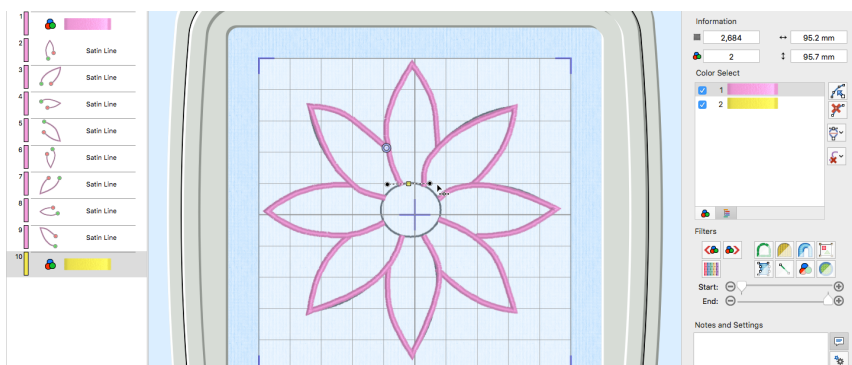 1
2 Satin Line
3 Satin Line
4 Satin Line
5 Satin Line
6 Satin Line
7 Satin Line
8 Satin Line
9 Satin Line
10
Information
2,684 95.2 mm
2 95.7 mm
Color Select
1
2
Filters
Start:
End:
Notes and Settings